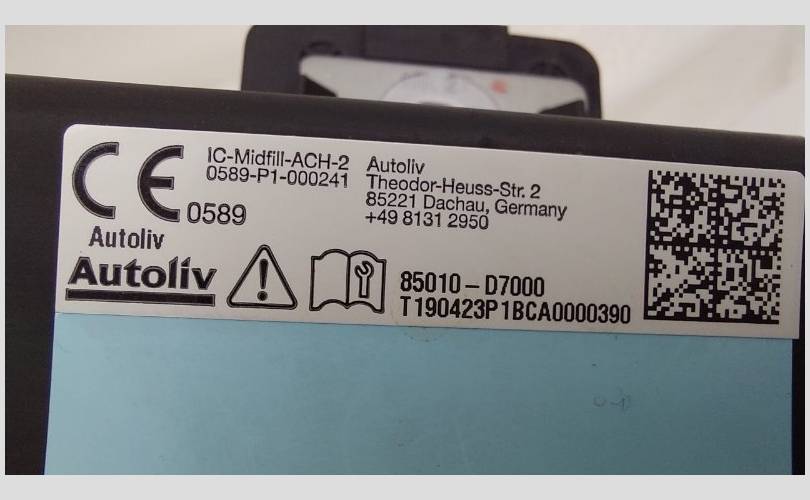 CE 0589
IC-Midfill-ACH-2
0589-P1-000241
Autoliv
Theodor-Heuss-Str. 2
85221 Dachau, Germany
+49 8131 2950
Autoliv
Autoliv
85010-D7000
T190423P1BCA0000390